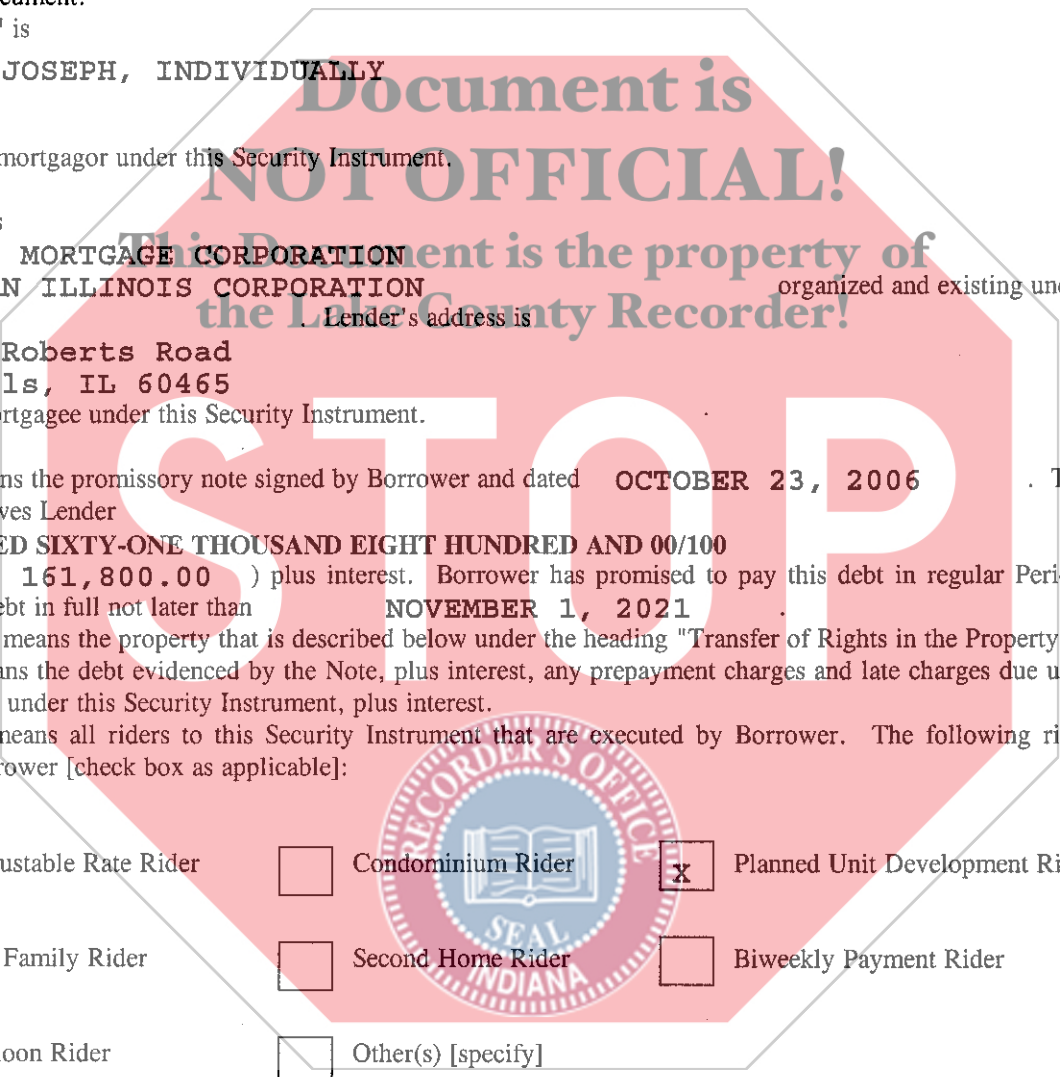 ' is
JOSEPH, INDIVIDUALLY
Document is
mortgagor under this Security Instrument.
NOT OFFICIAL!
s
MORTGAGE CORPORATION
This Document is the property of
N ILLINOIS CORPORATION organized and existing und
the Lake County Recorder!
. Lender's address is
Roberts Road
ls, IL 60465
rtgagee under this Security Instrument.
STOP
ns the promissory note signed by Borrower and dated OCTOBER 23, 2006 . T
ves Lender
ED SIXTY-ONE THOUSAND EIGHT HUNDRED AND 00/100
161,800.00 ) plus interest. Borrower has promised to pay this debt in regular Peri
ebt in full not later than NOVEMBER 1, 2021 .
means the property that is described below under the heading "Transfer of Rights in the Property
ans the debt evidenced by the Note, plus interest, any prepayment charges and late charges due u
under this Security Instrument, plus interest.
means all riders to this Security Instrument that are executed by Borrower. The following ri
rower [check box as applicable]:
RECORDER'S OFFICE
ustable Rate Rider Condominium Rider X Planned Unit Development Ri
SEAL
Family Rider Second Home Rider Biweekly Payment Rider
INDIANA
oon Rider Other(s) [specify]